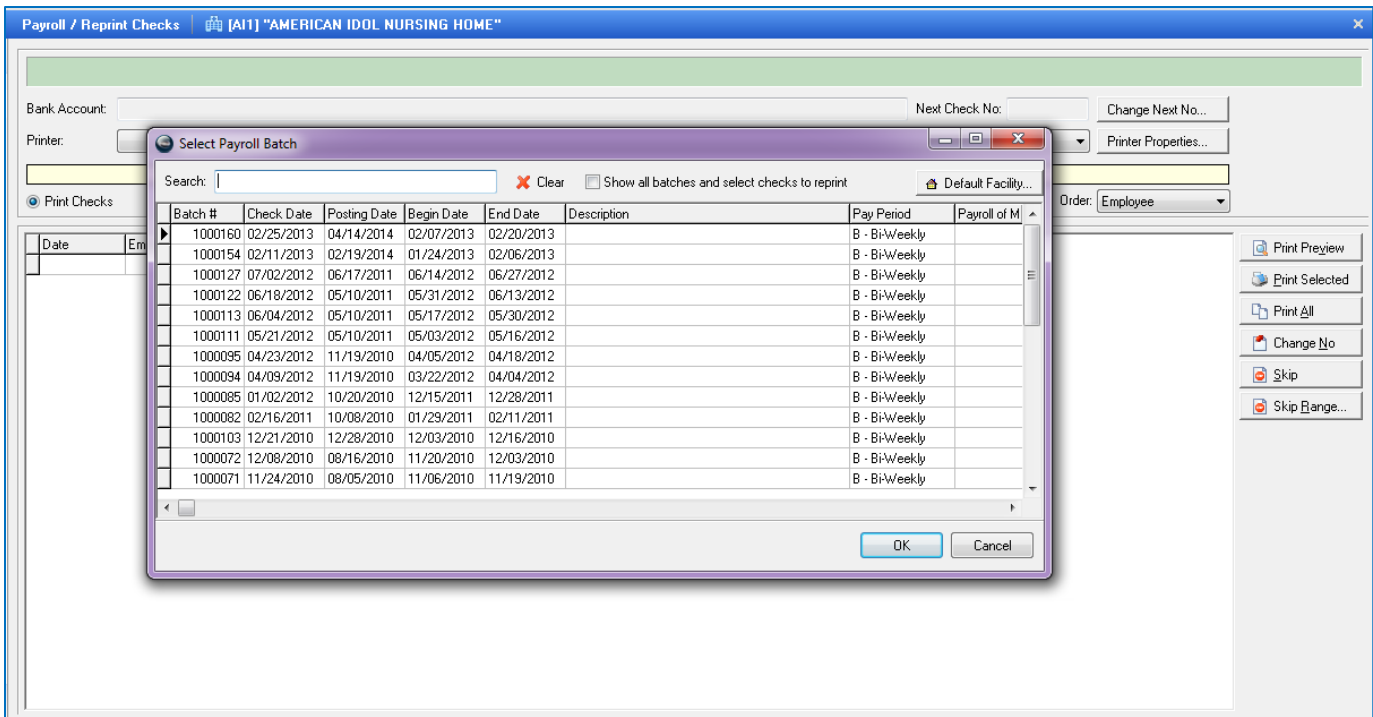 Payroll / Reprint Checks [AI1] "AMERICAN IDOL NURSING HOME"
Bank Account: Next Check No: Change Next No...
Printer: Printer Properties...
Select Payroll Batch
Search: Clear Show all batches and select checks to reprint Default Facility...
Print Checks Order: Employee
Batch # Check Date Posting Date Begin Date End Date Description Pay Period Payroll of M
1000160 02/25/2013 04/14/2014 02/07/2013 02/20/2013 B - Bi-Weekly
1000154 02/11/2013 02/19/2014 01/24/2013 02/06/2013 B - Bi-Weekly
1000127 07/02/2012 06/17/2011 06/14/2012 06/27/2012 B - Bi-Weekly
1000122 06/18/2012 05/10/2011 05/31/2012 06/13/2012 B - Bi-Weekly
1000113 06/04/2012 05/10/2011 05/17/2012 05/30/2012 B - Bi-Weekly
1000111 05/21/2012 05/10/2011 05/03/2012 05/16/2012 B - Bi-Weekly
1000095 04/23/2012 11/19/2010 04/05/2012 04/18/2012 B - Bi-Weekly
1000094 04/09/2012 11/19/2010 03/22/2012 04/04/2012 B - Bi-Weekly
1000085 01/02/2012 10/20/2010 12/15/2011 12/28/2011 B - Bi-Weekly
1000082 02/16/2011 10/08/2010 01/29/2011 02/11/2011 B - Bi-Weekly
1000103 12/21/2010 12/28/2010 12/03/2010 12/16/2010 B - Bi-Weekly
1000072 12/08/2010 08/16/2010 11/20/2010 12/03/2010 B - Bi-Weekly
1000071 11/24/2010 08/05/2010 11/06/2010 11/19/2010 B - Bi-Weekly
OK Cancel
Date Em
Print Preview
Print Selected
Print All
Change No
Skip
Skip Range...